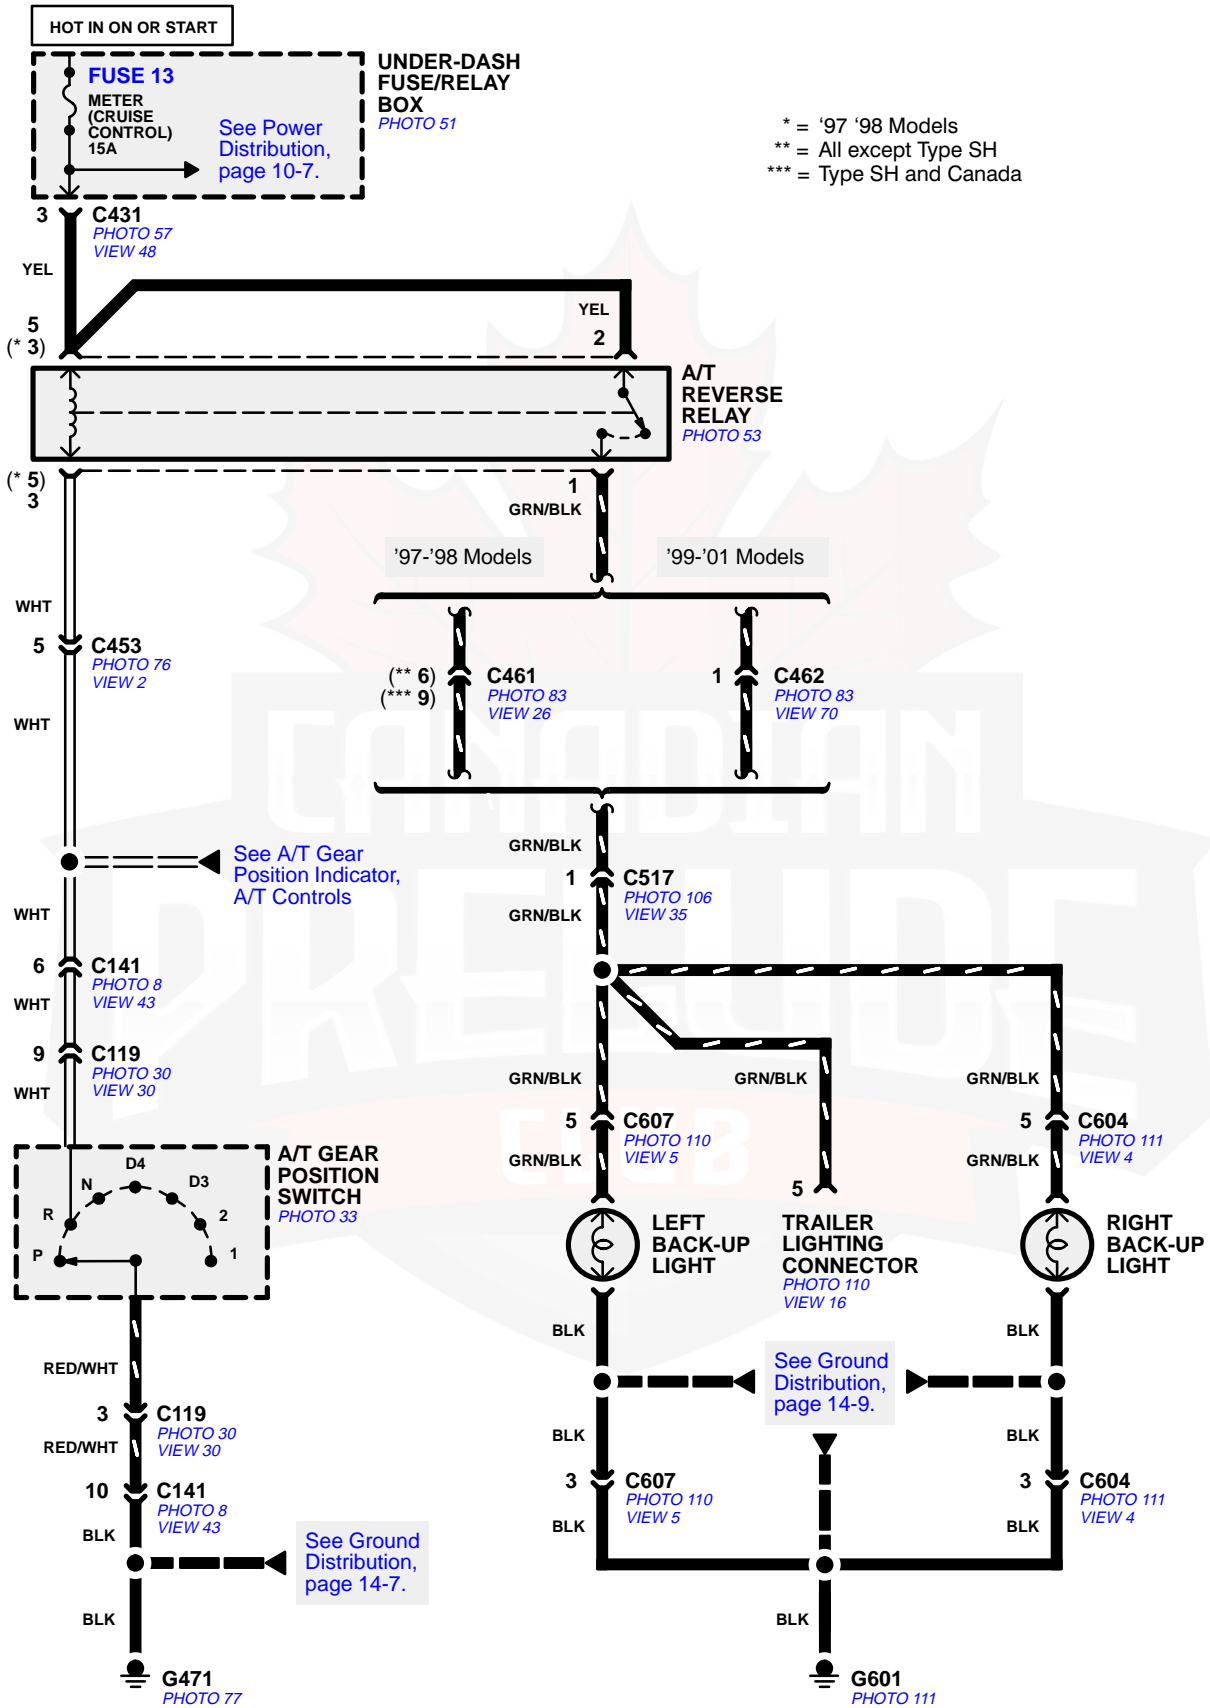 HOT IN ON OR START
FUSE 13
METER
(CRUISE
CONTROL)
15A
See Power
Distribution,
page 10-7.
UNDER-DASH
FUSE/RELAY
BOX
PHOTO 51
* = ‘97 ‘98 Models
** = All except Type SH
*** = Type SH and Canada
3 C431
PHOTO 57
VIEW 48
YEL
YEL
5
(* 3)
2
A/T
REVERSE
RELAY
PHOTO 53
(* 5)
3
1
GRN/BLK
’97-’98 Models
’99-’01 Models
WHT
5 C453
PHOTO 76
VIEW 2
(** 6)
(*** 9)
C461
PHOTO 83
VIEW 26
1 C462
PHOTO 83
VIEW 70
WHT
CANADIAN
PRELUDE
CLUB
See A/T Gear
Position Indicator,
A/T Controls
GRN/BLK
1 C517
PHOTO 106
VIEW 35
GRN/BLK
WHT
6 C141
PHOTO 8
VIEW 43
WHT
9 C119
PHOTO 30
VIEW 30
WHT
GRN/BLK
GRN/BLK
GRN/BLK
5 C607
PHOTO 110
VIEW 5
GRN/BLK
5 C604
PHOTO 111
VIEW 4
GRN/BLK
A/T GEAR
POSITION
SWITCH
PHOTO 33
P
R
N
D4
D3
2
1
LEFT
BACK-UP
LIGHT
5
TRAILER
LIGHTING
CONNECTOR
PHOTO 110
VIEW 16
RIGHT
BACK-UP
LIGHT
RED/WHT
3 C119
PHOTO 30
VIEW 30
RED/WHT
10 C141
PHOTO 8
VIEW 43
BLK
See Ground
Distribution,
page 14-7.
BLK
G471
PHOTO 77
BLK
BLK
See Ground
Distribution,
page 14-9.
BLK
BLK
3 C607
PHOTO 110
VIEW 5
BLK
3 C604
PHOTO 111
VIEW 4
BLK
BLK
G601
PHOTO 111